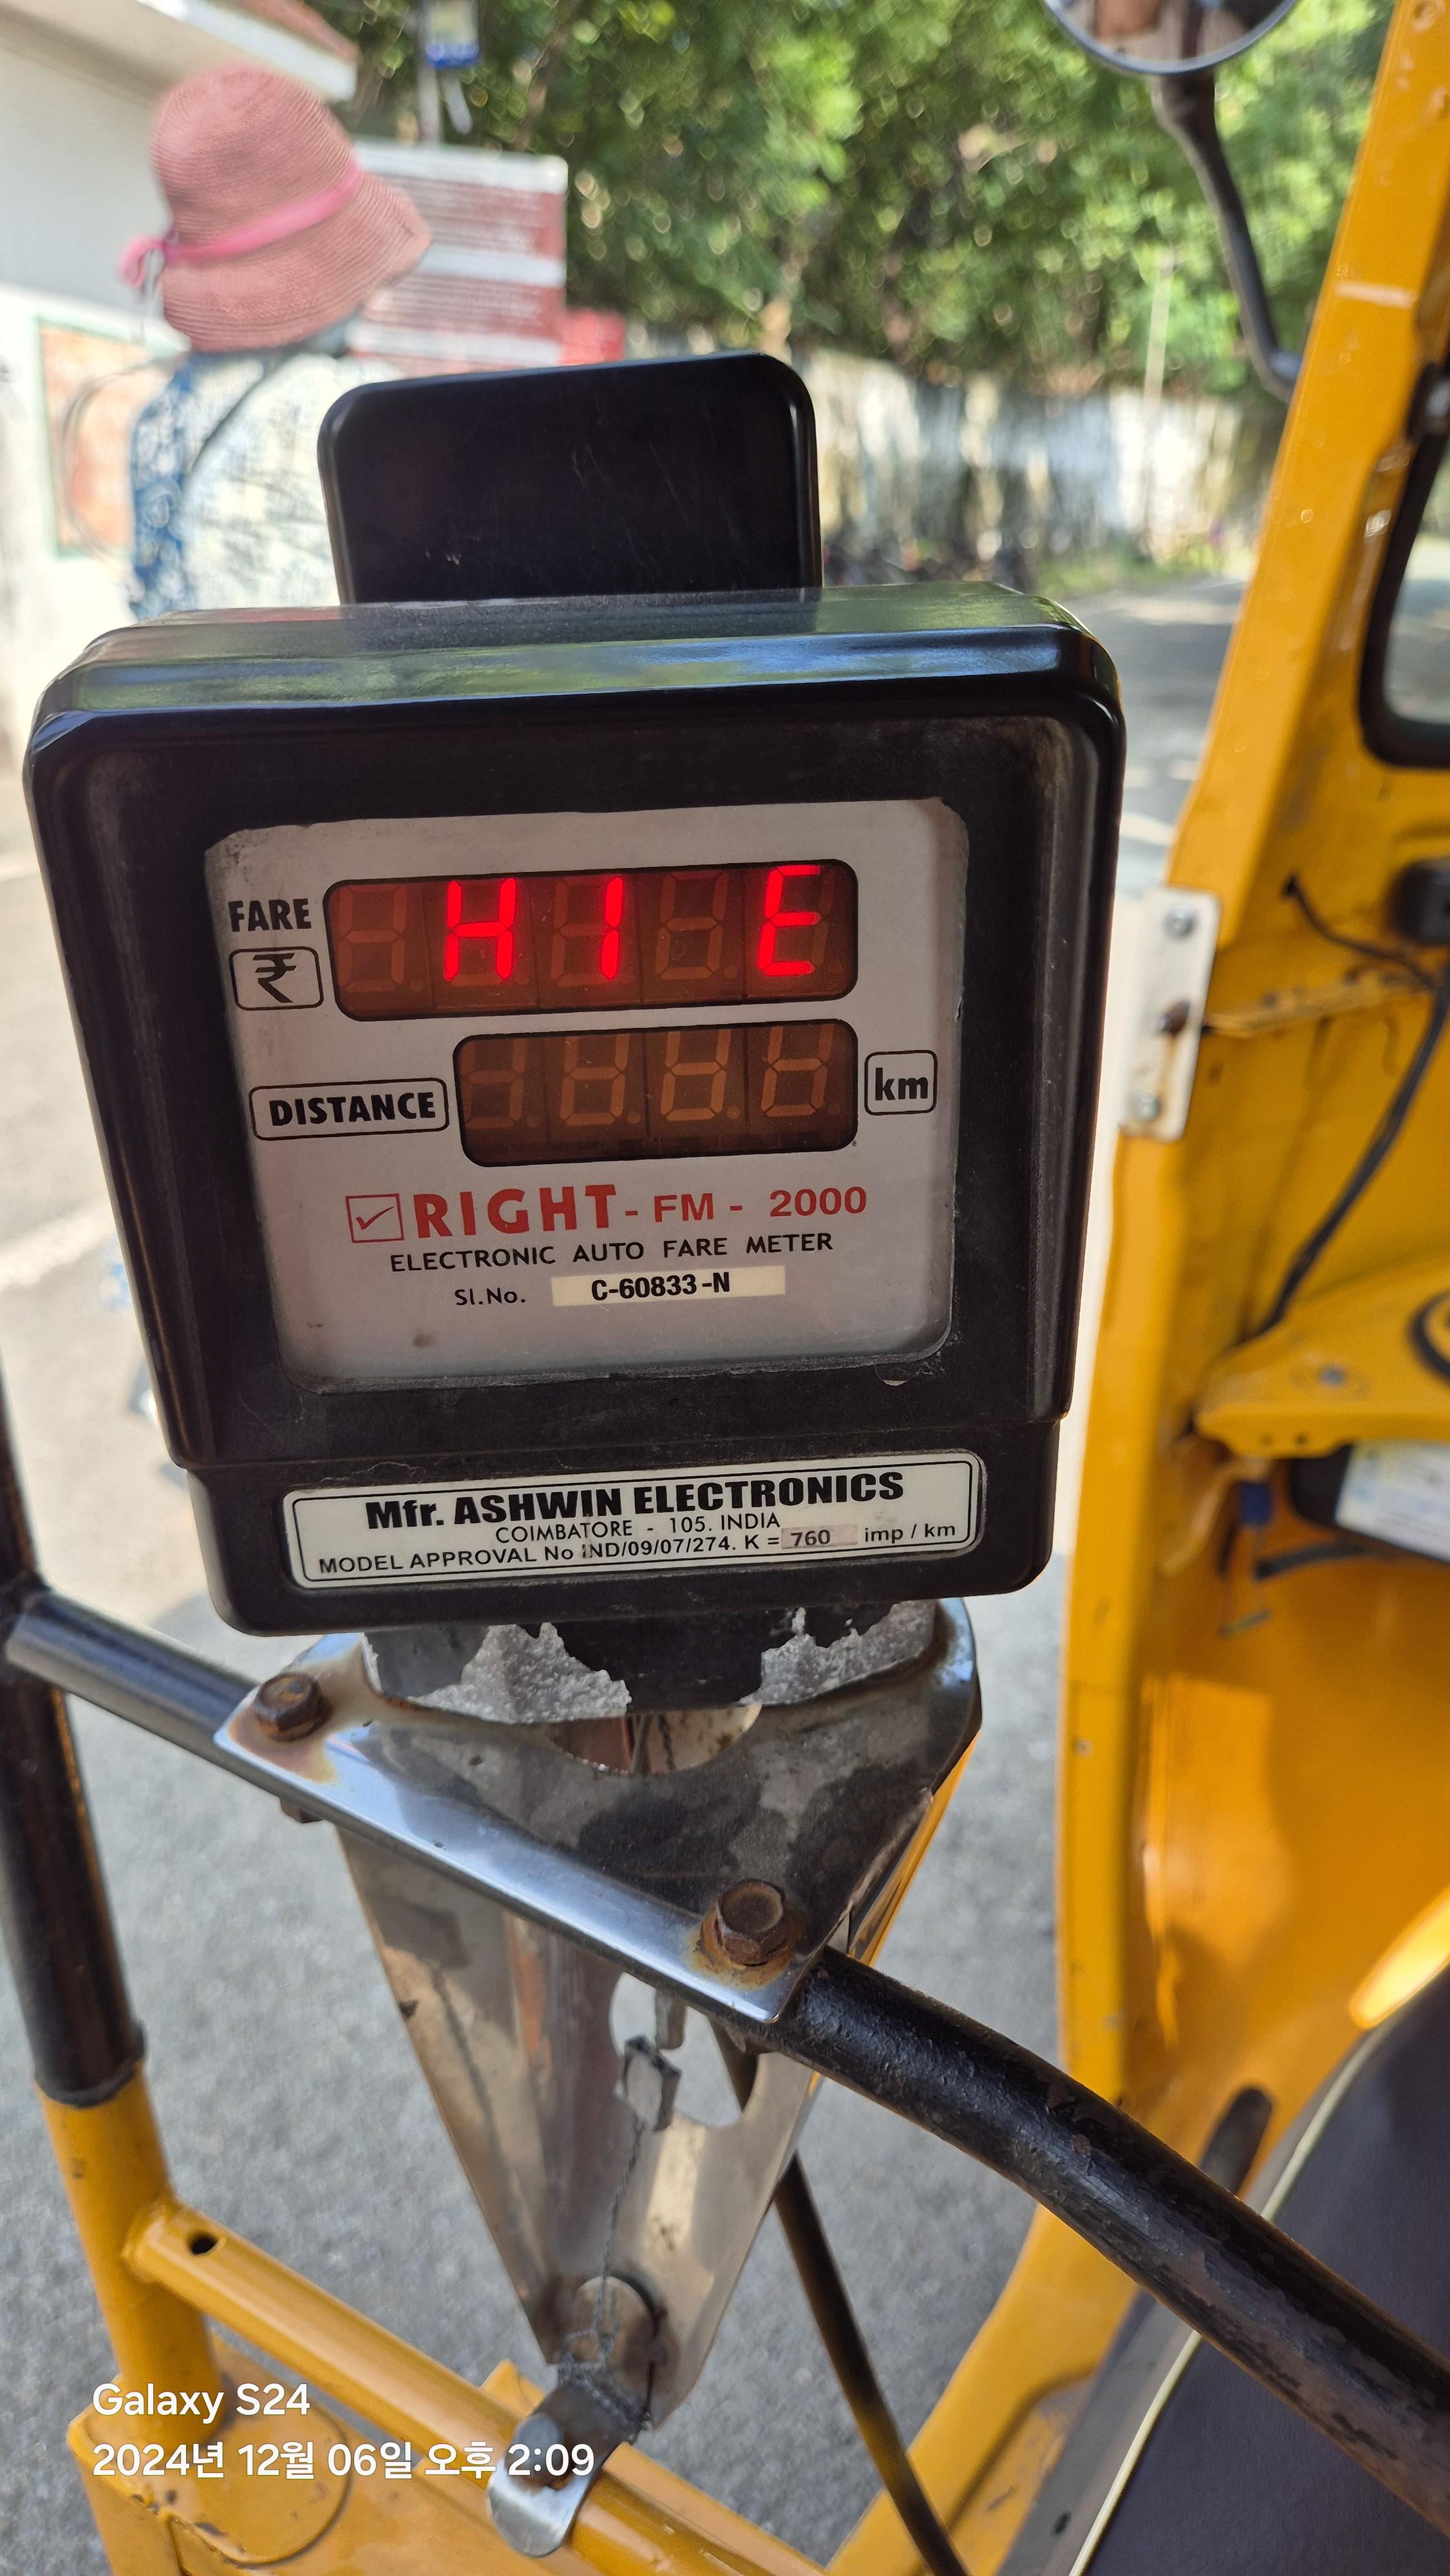 FARE
₹
H 1 E
DISTANCE
km
RIGHT - FM - 2000
ELECTRONIC AUTO FARE METER
Sl.No. C-60833-N
Mfr. ASHWIN ELECTRONICS
COIMBATORE - 105. INDIA
MODEL APPROVAL No IND/09/07/274. K = 760 imp / km
Galaxy S24
2024년 12월 06일 오후 2:09